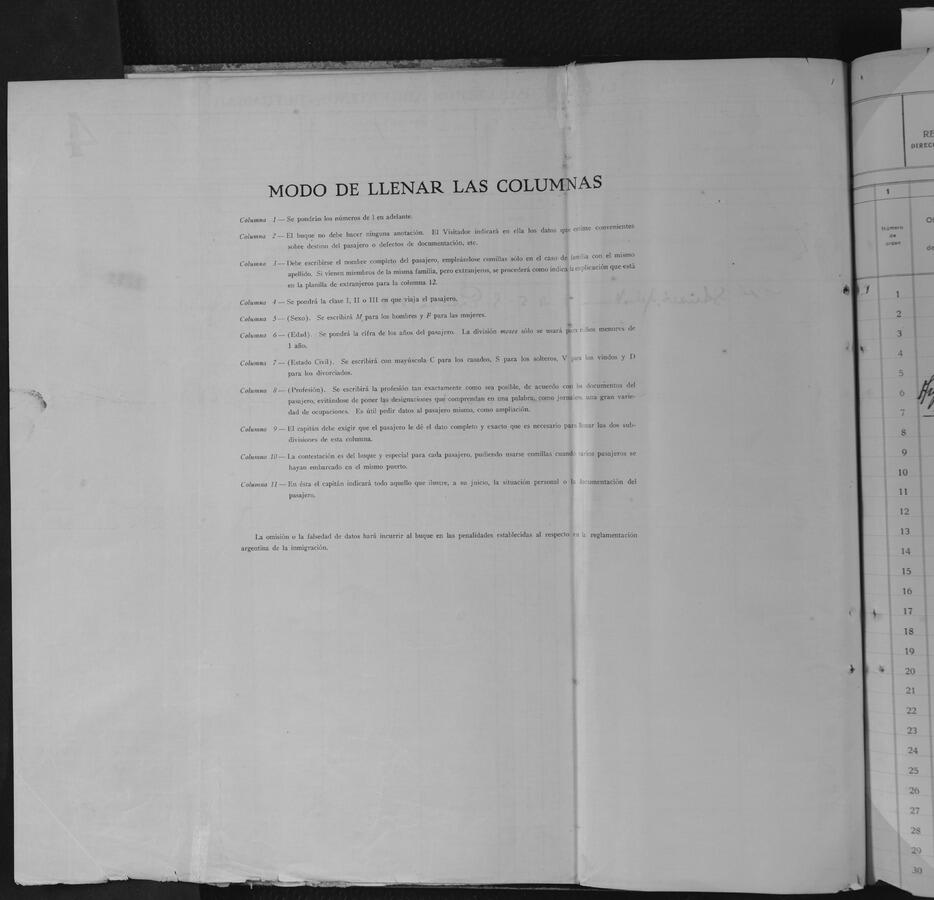 MODO DE LLENAR LAS COLUMNAS
Columna 1 — Se pondrán los números de 1 en adelante.
Columna 2 — El buque no debe hacer ninguna anotación. El Visitador indicará en ella los datos que estime convenientes
sobre destino del pasajero o defectos de documentación, etc.
Columna 3 — Debe escribirse el nombre completo del pasajero, empleándose comillas sólo en el caso de familia con el mismo
apellido. Si vienen miembros de la misma familia, pero extranjeros, se procederá como indica la explicación que está
en la planilla de extranjeros para la columna 12.
Columna 4 — Se pondrá la clase I, II o III en que viaja el pasajero.
Columna 5 — (Sexo). Se escribirá M para los hombres y F para las mujeres.
Columna 6 — (Edad). Se pondrá la cifra de los años del pasajero. La división meses sólo se usará para niños menores de
1 año.
Columna 7 — (Estado Civil). Se escribirá con mayúscula C para los casados, S para los solteros, V para los viudos y D
para los divorciados.
Columna 8 — (Profesión). Se escribirá la profesión tan exactamente como sea posible, de acuerdo con los documentos del
pasajero, evitándose de poner las designaciones que comprendan en una palabra, como jornalero, una gran varie-
dad de ocupaciones. Es útil pedir datos al pasajero mismo, como ampliación.
Columna 9 — El capitán debe exigir que el pasajero le dé el dato completo y exacto que es necesario para llenar las dos sub-
divisiones de esta columna.
Columna 10 — La contestación es del buque y especial para cada pasajero, pudiendo usarse comillas cuando varios pasajeros se
hayan embarcado en el mismo puerto.
Columna 11 — En ésta el capitán indicará todo aquello que ilustre, a su juicio, la situación personal o la documentación del
pasajero.
La omisión o la falsedad de datos hará incurrir al buque en las penalidades establecidas al respecto en la reglamentación
argentina de la inmigración.
RE
DIREC
1
Número
de
orden
de
1
2
3
4
5
6
7
8
9
10
11
12
13
14
15
16
17
18
19
20
21
22
23
24
25
26
27
28
29
30